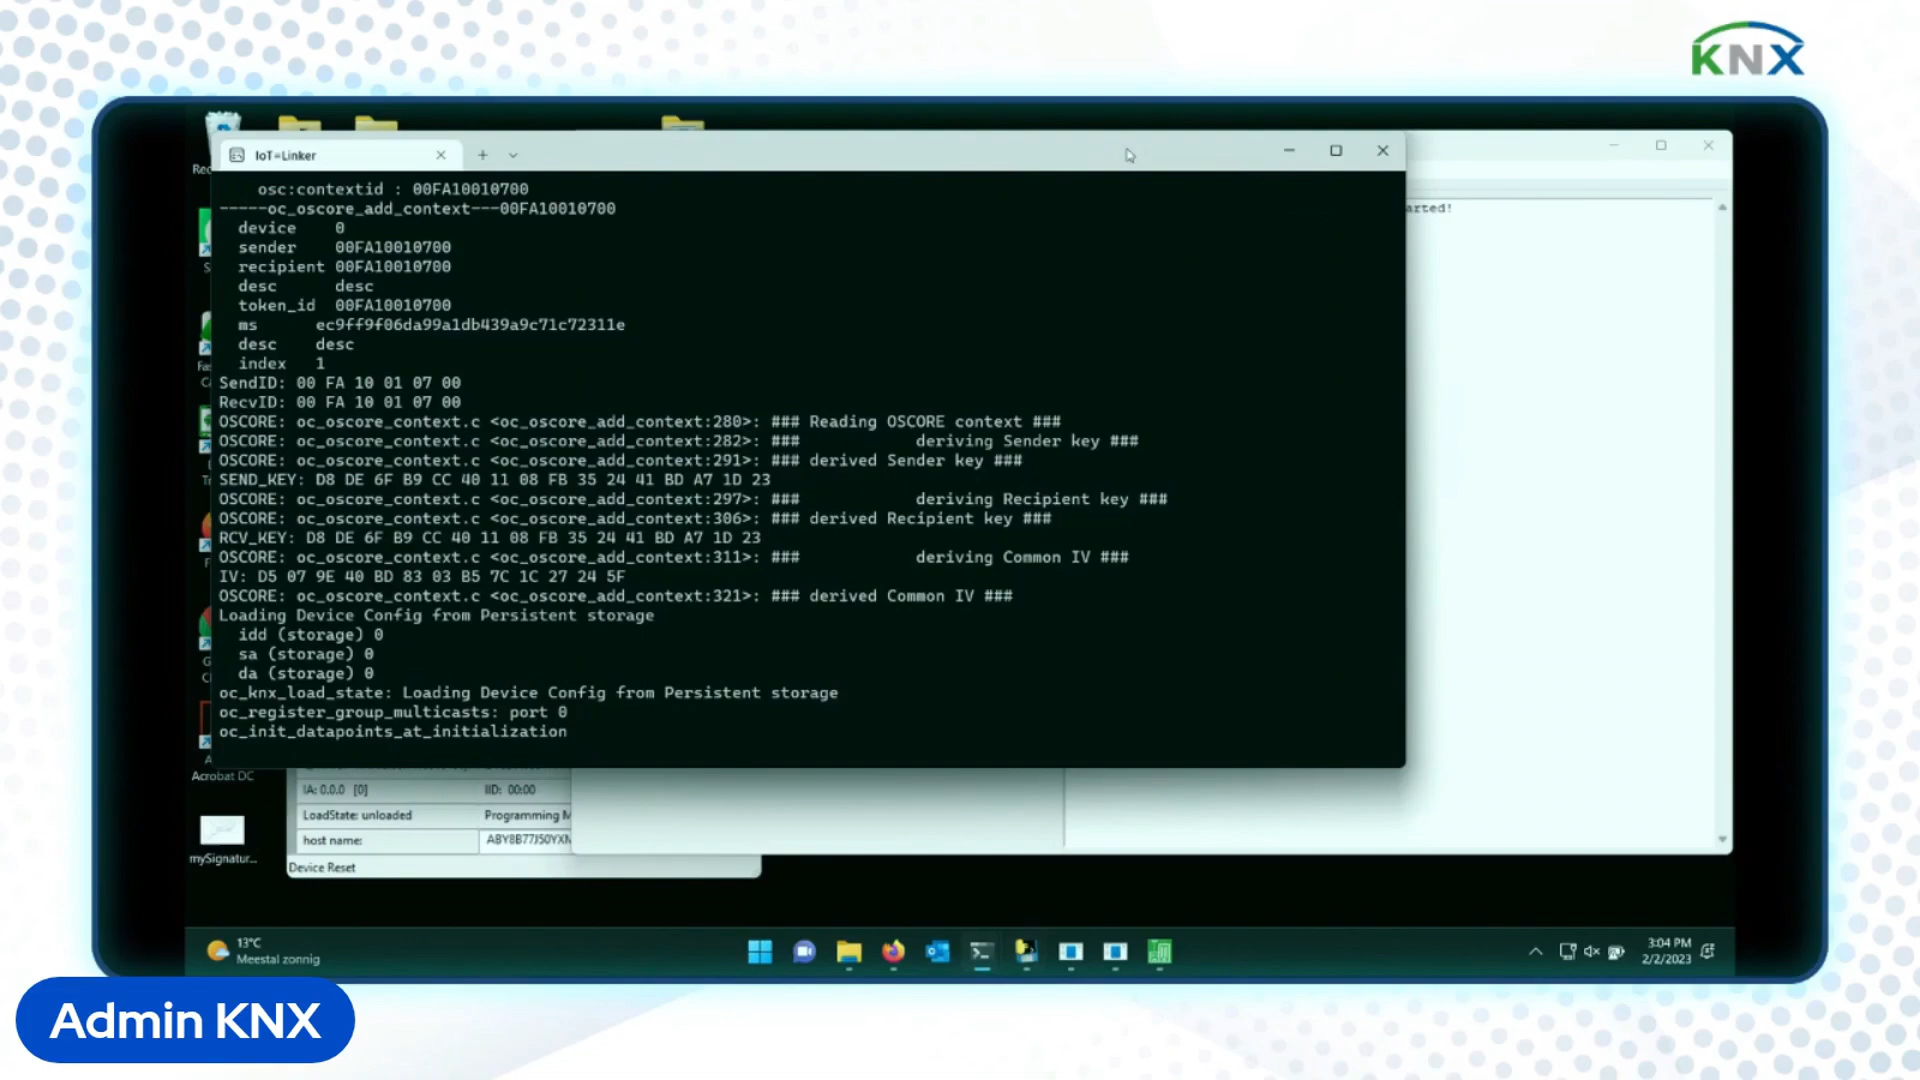 KNX
IoT=Linker
osc:contextid : 00FA10010700
-----oc_oscore_add_context---00FA10010700
device 0
sender 00FA10010700
recipient 00FA10010700
desc desc
token_id 00FA10010700
ms ec9ff9f06da99a1db439a9c71c72311e
desc desc
index 1
SendID: 00 FA 10 01 07 00
RecvID: 00 FA 10 01 07 00
OSCORE: oc_oscore_context.c <oc_oscore_add_context:280>: ### Reading OSCORE context ###
OSCORE: oc_oscore_context.c <oc_oscore_add_context:282>: ### deriving Sender key ###
OSCORE: oc_oscore_context.c <oc_oscore_add_context:291>: ### derived Sender key ###
SEND_KEY: D8 DE 6F B9 CC 40 11 08 FB 35 24 41 BD A7 1D 23
OSCORE: oc_oscore_context.c <oc_oscore_add_context:297>: ### deriving Recipient key ###
OSCORE: oc_oscore_context.c <oc_oscore_add_context:306>: ### derived Recipient key ###
RCV_KEY: D8 DE 6F B9 CC 40 11 08 FB 35 24 41 BD A7 1D 23
OSCORE: oc_oscore_context.c <oc_oscore_add_context:311>: ### deriving Common IV ###
IV: D5 07 9E 40 BD 83 03 B5 7C 1C 27 24 5F
OSCORE: oc_oscore_context.c <oc_oscore_add_context:321>: ### derived Common IV ###
Loading Device Config from Persistent storage
idd (storage) 0
sa (storage) 0
da (storage) 0
oc_knx_load_state: Loading Device Config from Persistent storage
oc_register_group_multicasts: port 0
oc_init_datapoints_at_initialization
arted!
Rec
Acrobat DC
mySignatur...
IA: 0.0.0 [0] IID: 00:00
LoadState: unloaded Programming M
host name: ABY8B77J50YXN
Device Reset
13°C
Meestal zonnig
3:04 PM
2/2/2023
Admin KNX